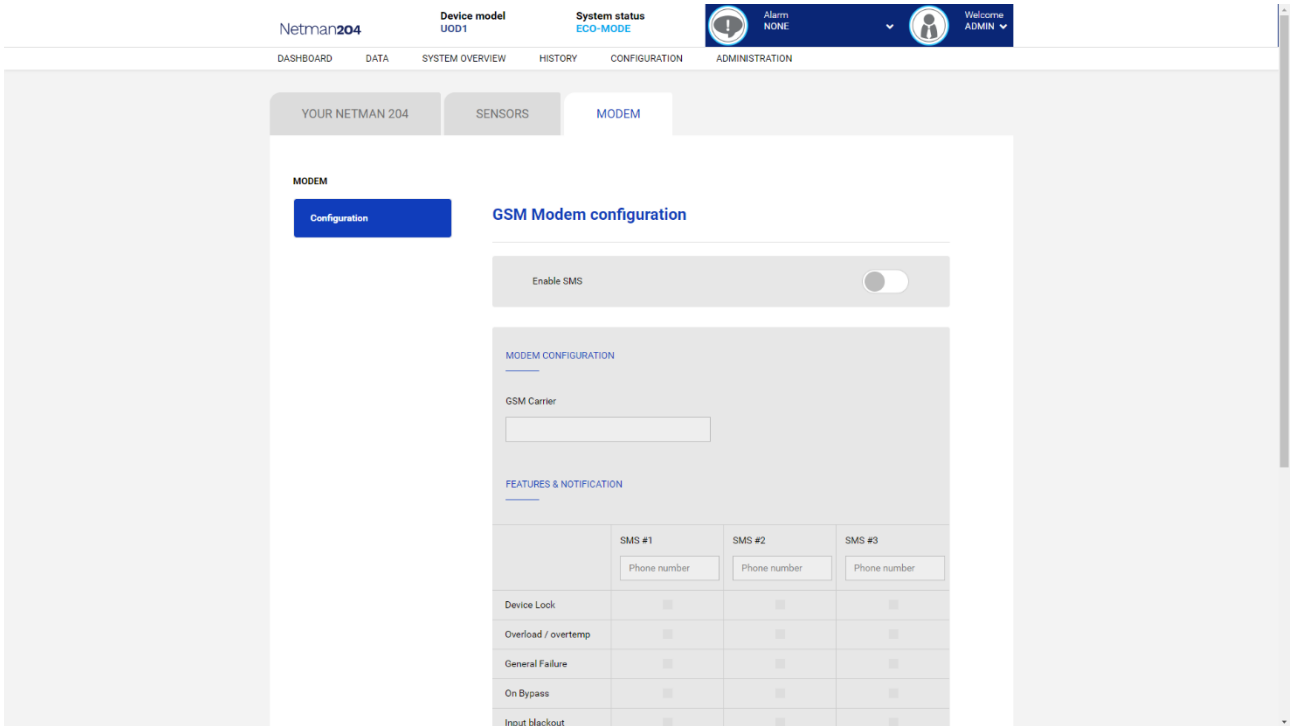 Netman204
Device model
UOD1
System status
ECO-MODE
Alarm
NONE
Welcome
ADMIN
DASHBOARD DATA SYSTEM OVERVIEW HISTORY CONFIGURATION ADMINISTRATION
YOUR NETMAN 204 SENSORS MODEM
MODEM
Configuration
GSM Modem configuration
Enable SMS
MODEM CONFIGURATION
GSM Carrier
FEATURES & NOTIFICATION
SMS #1 SMS #2 SMS #3
Phone number Phone number Phone number
Device Lock
Overload / overtemp
General Failure
On Bypass
Input blackout